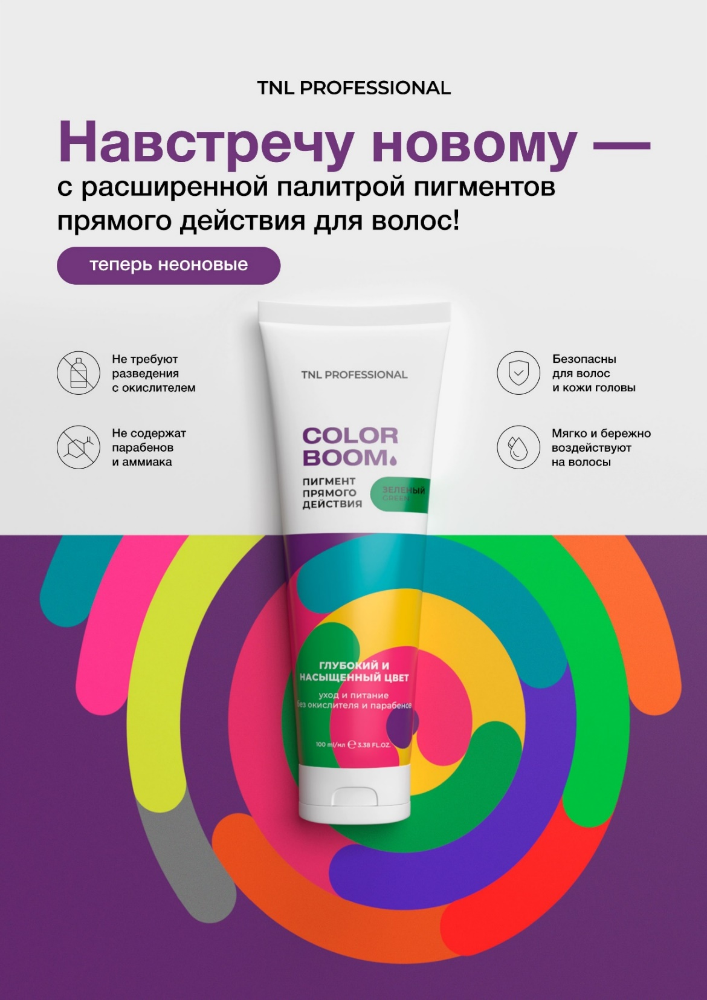 TNL PROFESSIONAL
Навстречу новому —
с расширенной палитрой пигментов
прямого действия для волос!
теперь неоновые
Не требуют
разведения
с окислителем
Не содержат
парабенов
и аммиака
Безопасны
для волос
и кожи головы
Мягко и бережно
воздействуют
на волосы
TNL PROFESSIONAL
COLOR
BOOM
ПИГМЕНТ
ПРЯМОГО
ДЕЙСТВИЯ
ЗЕЛЕНЫЙ
GREEN
ГЛУБОКИЙ И
НАСЫЩЕННЫЙ ЦВЕТ
уход и питание
без окислителя и парабенов
100 ml/мл ℮ 3.38 FL.OZ.